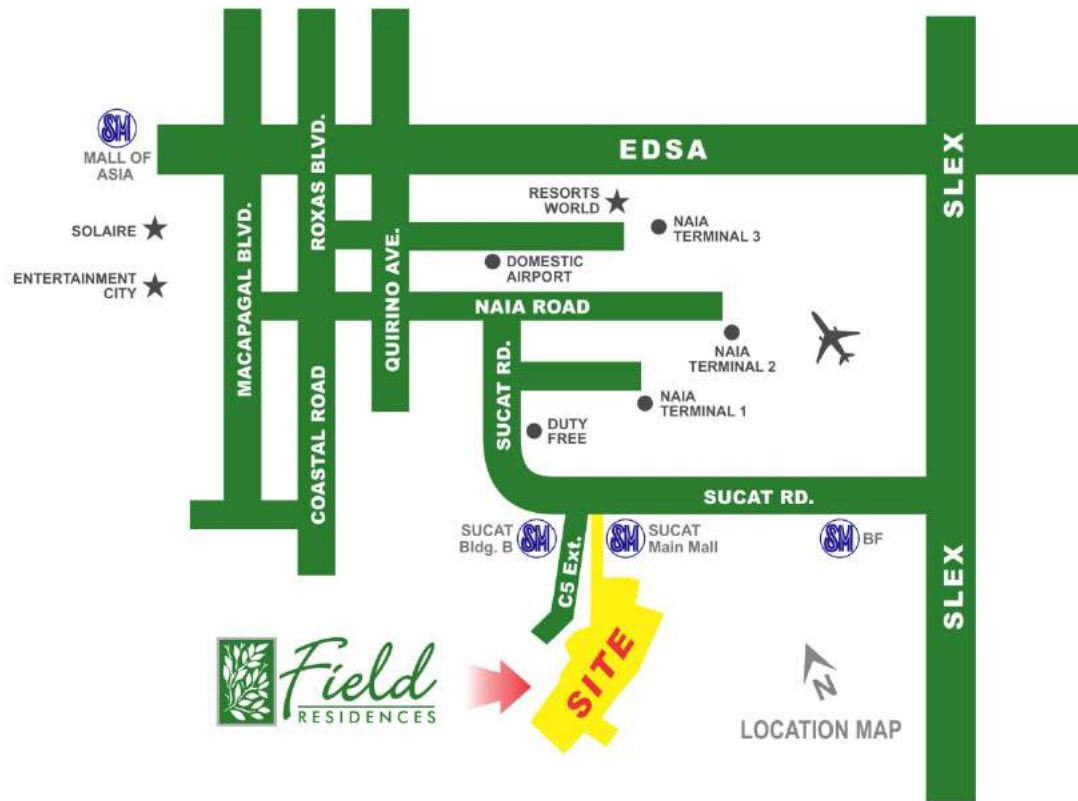 SM
MALL OF
ASIA
EDSA
SLEX
ROXAS BLVD.
RESORTS
WORLD
NAIA
TERMINAL 3
SOLAIRE
MACAPAGAL BLVD.
QUIRINO AVE.
DOMESTIC
AIRPORT
ENTERTAINMENT
CITY
NAIA ROAD
NAIA
TERMINAL 2
COASTAL ROAD
SUCAT RD.
NAIA
TERMINAL 1
DUTY
FREE
SUCAT RD.
SUCAT
Bldg. B
SM
SM
SUCAT
Main Mall
SM
BF
C5 Ext.
SLEX
SITE
Field
RESIDENCES
N
LOCATION MAP